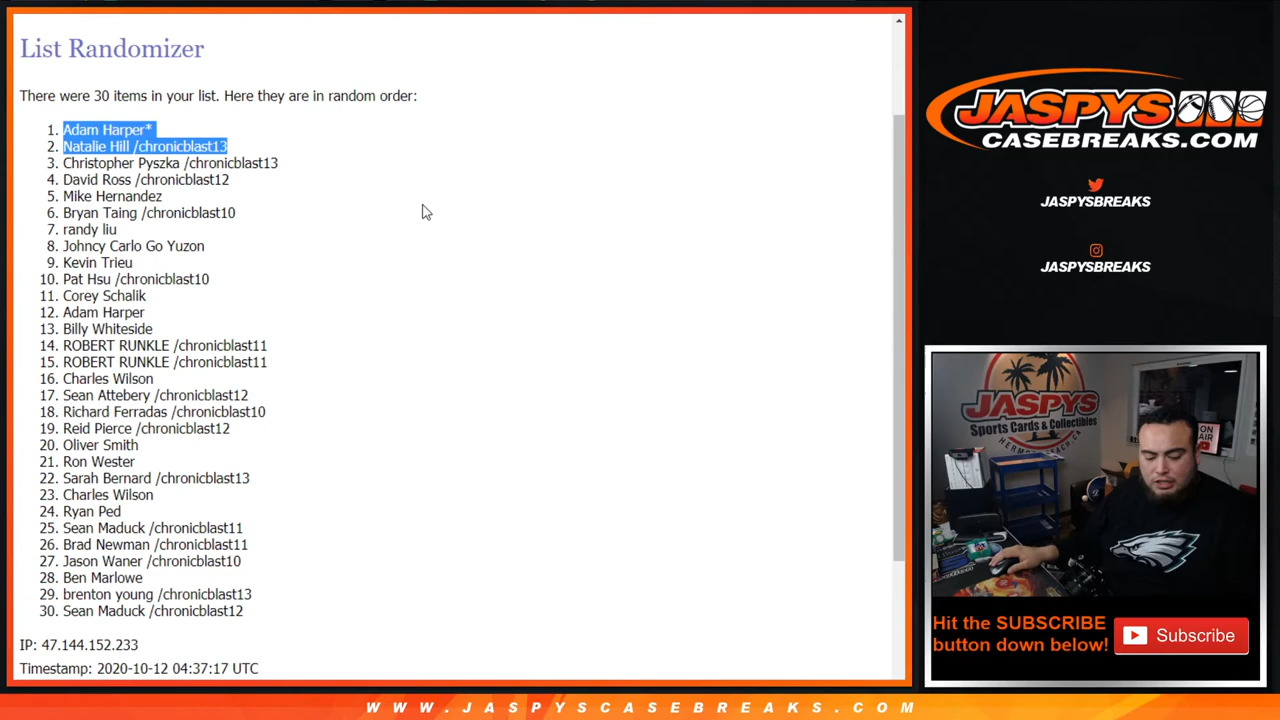 List Randomizer
There were 30 items in your list. Here they are in random order:
1. Adam Harper*
2. Natalie Hill /chronicblast13
3. Christopher Pyszka /chronicblast13
4. David Ross /chronicblast12
5. Mike Hernandez
6. Bryan Taing /chronicblast10
7. randy liu
8. Johncy Carlo Go Yuzon
9. Kevin Trieu
10. Pat Hsu /chronicblast10
11. Corey Schalik
12. Adam Harper
13. Billy Whiteside
14. ROBERT RUNKLE /chronicblast11
15. ROBERT RUNKLE /chronicblast11
16. Charles Wilson
17. Sean Attebery /chronicblast12
18. Richard Ferradas /chronicblast10
19. Reid Pierce /chronicblast12
20. Oliver Smith
21. Ron Wester
22. Sarah Bernard /chronicblast13
23. Charles Wilson
24. Ryan Ped
25. Sean Maduck /chronicblast11
26. Brad Newman /chronicblast11
27. Jason Waner /chronicblast10
28. Ben Marlowe
29. brenton young /chronicblast13
30. Sean Maduck /chronicblast12
IP: 47.144.152.233
Timestamp: 2020-10-12 04:37:17 UTC
JASPYS
CASEBREAKS.COM
JASPYSBREAKS
JASPYSBREAKS
JASPYS
Sports Cards & Collectibles
HERMOSA BEACH, CA
ON
AIR
Hit the SUBSCRIBE
button down below!
Subscribe
WWW.JASPYSCASEBREAKS.COM